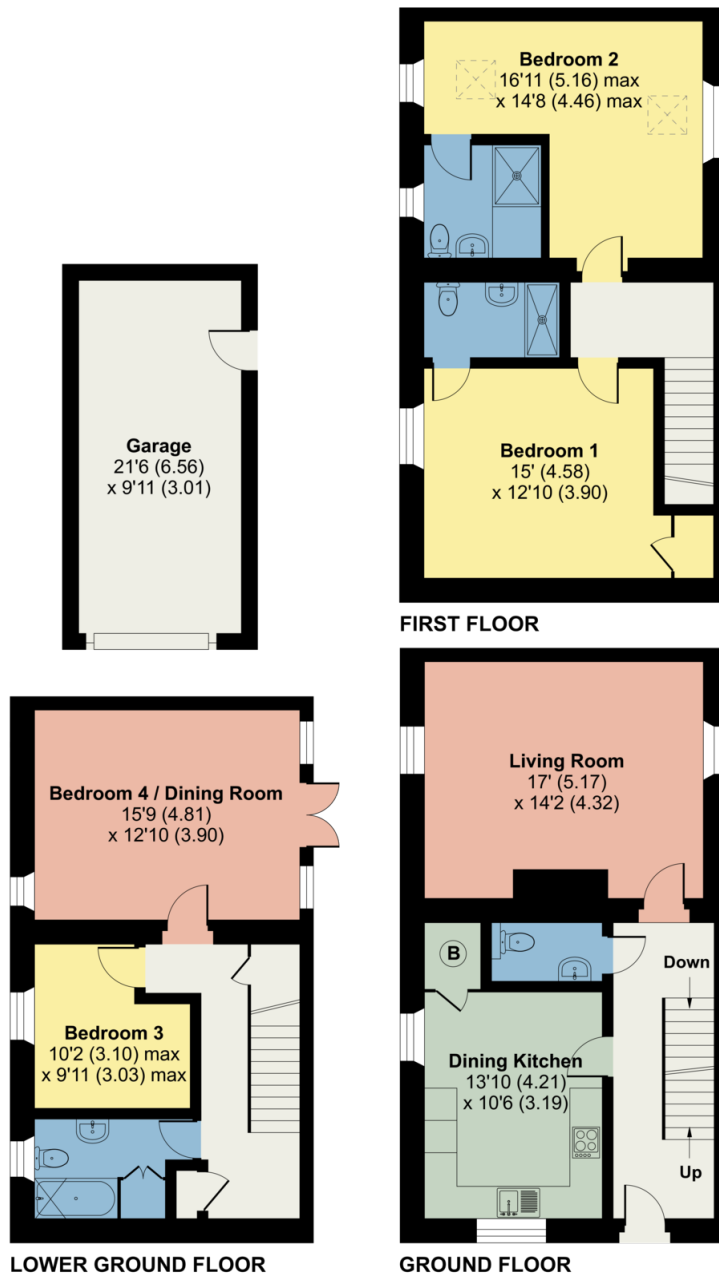 Bedroom 2
16'11 (5.16) max
x 14'8 (4.46) max
Garage
21'6 (6.56)
x 9'11 (3.01)
Bedroom 1
15' (4.58)
x 12'10 (3.90)
FIRST FLOOR
Bedroom 4 / Dining Room
15'9 (4.81)
x 12'10 (3.90)
Living Room
17' (5.17)
x 14'2 (4.32)
B
Down
Bedroom 3
10'2 (3.10) max
x 9'11 (3.03) max
Dining Kitchen
13'10 (4.21)
x 10'6 (3.19)
Up
LOWER GROUND FLOOR
GROUND FLOOR